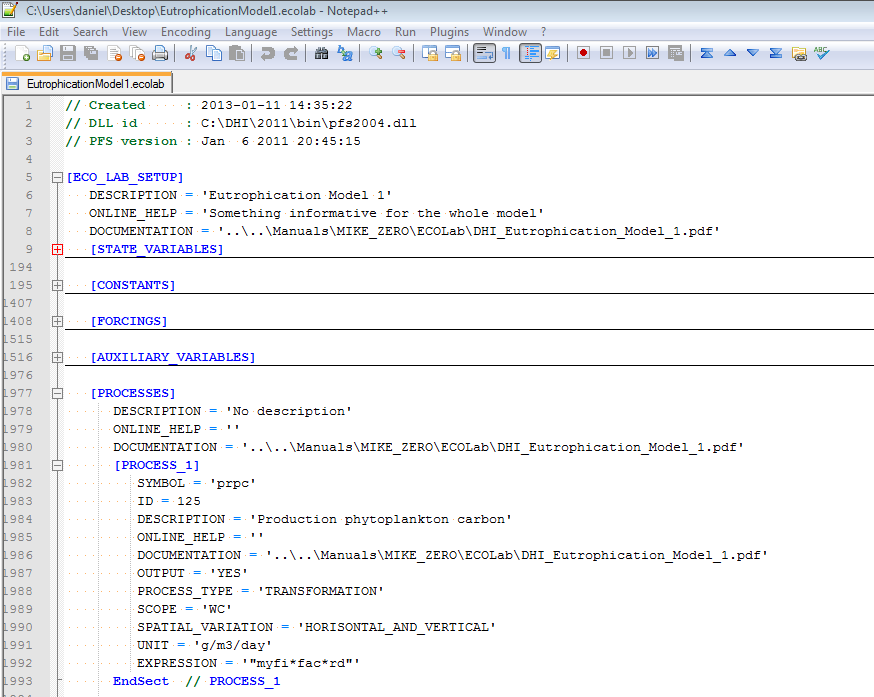 C:\Users\daniel\Desktop\EutrophicationModel1.ecolab - Notepad++
File Edit Search View Encoding Language Settings Macro Run Plugins Window ?
EutrophicationModel1.ecolab
1 // Created : 2013-01-11 14:35:22
2 // DLL id : C:\DHI\2011\bin\pfs2004.dll
3 // PFS version : Jan 6 2011 20:45:15
4
5 [ECO_LAB_SETUP]
6 DESCRIPTION = 'Eutrophication Model 1'
7 ONLINE_HELP = 'Something informative for the whole model'
8 DOCUMENTATION = '..\..\Manuals\MIKE_ZERO\ECOLab\DHI_Eutrophication_Model_1.pdf'
9 [STATE_VARIABLES]
194
195 [CONSTANTS]
1407
1408 [FORCINGS]
1515
1516 [AUXILIARY_VARIABLES]
1976
1977 [PROCESSES]
1978 DESCRIPTION = 'No description'
1979 ONLINE_HELP = ''
1980 DOCUMENTATION = '..\..\Manuals\MIKE_ZERO\ECOLab\DHI_Eutrophication_Model_1.pdf'
1981 [PROCESS_1]
1982 SYMBOL = 'prpc'
1983 ID = 125
1984 DESCRIPTION = 'Production phytoplankton carbon'
1985 ONLINE_HELP = ''
1986 DOCUMENTATION = '..\..\Manuals\MIKE_ZERO\ECOLab\DHI_Eutrophication_Model_1.pdf'
1987 OUTPUT = 'YES'
1988 PROCESS_TYPE = 'TRANSFORMATION'
1989 SCOPE = 'WC'
1990 SPATIAL_VARIATION = 'HORISONTAL_AND_VERTICAL'
1991 UNIT = 'g/m3/day'
1992 EXPRESSION = '"myfi*fac*rd"'
1993 EndSect // PROCESS_1